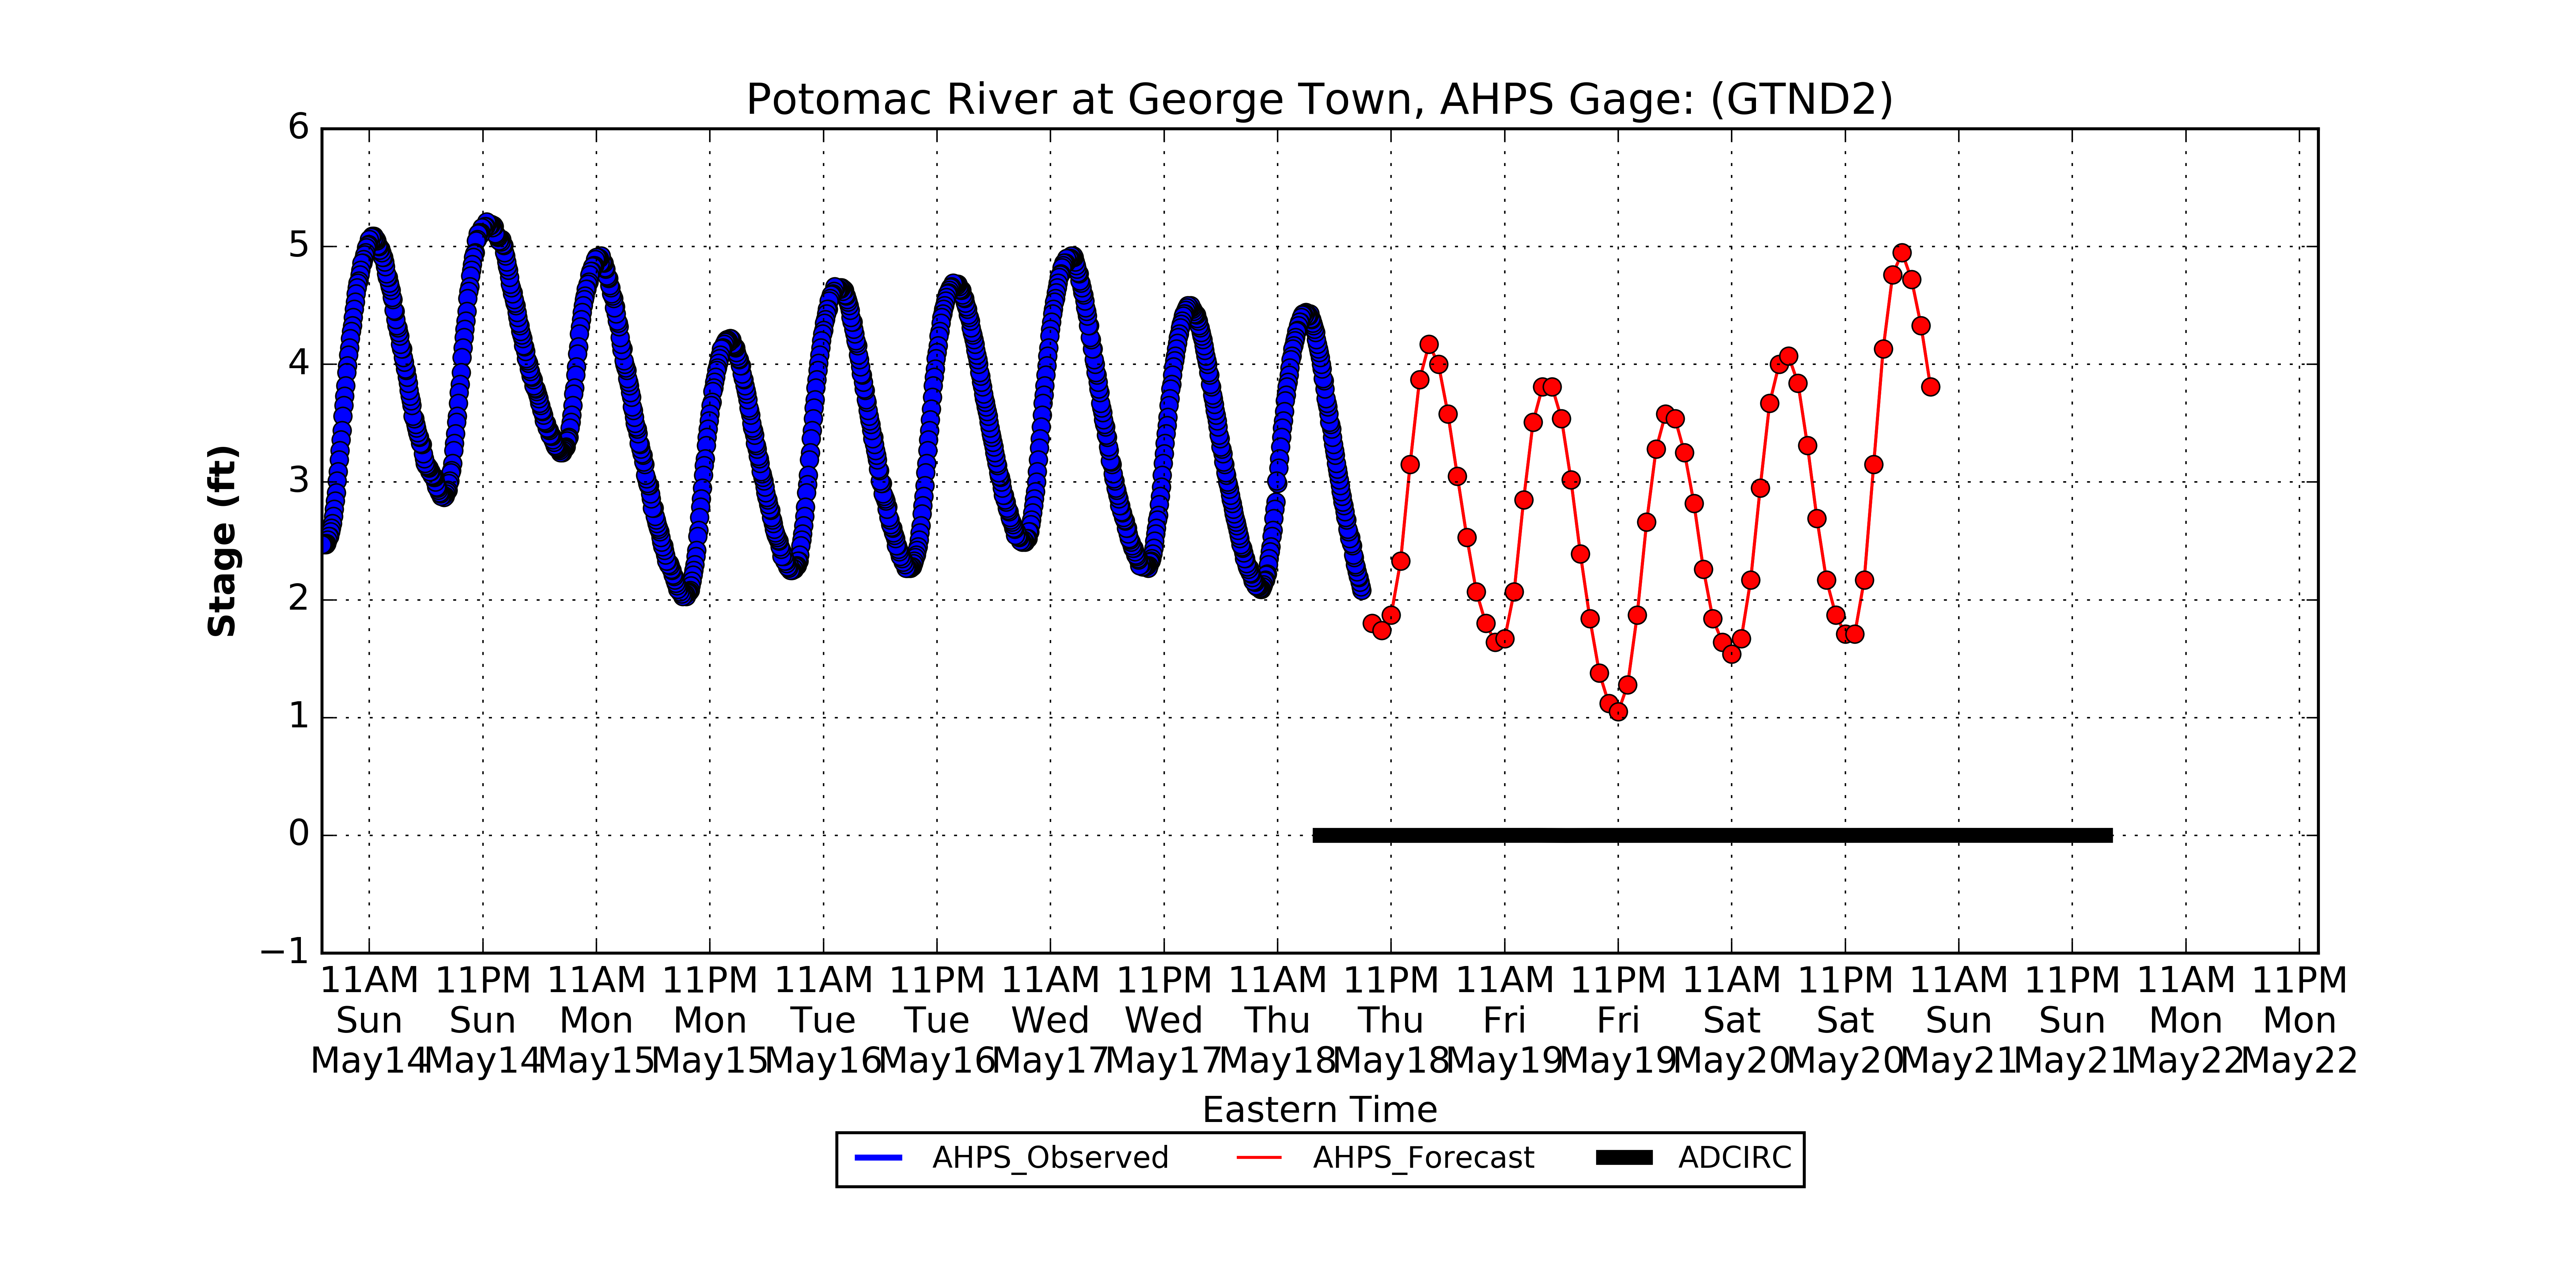 Potomac River at George Town, AHPS Gage: (GTND2)
6
5
4
3
2
1
0
−1
Stage (ft)
11AM 11PM 11AM 11PM 11AM 11PM 11AM 11PM 11AM 11PM 11AM 11PM 11AM 11PM 11AM 11PM 11AM 11PM
Sun Sun Mon Mon Tue Tue Wed Wed Thu Thu Fri Fri Sat Sat Sun Sun Mon Mon
May14 May14 May15 May15 May16 May16 May17 May17 May18 May18 May19 May19 May20 May20 May21 May21 May22 May22
Eastern Time
AHPS_Observed AHPS_Forecast ADCIRC